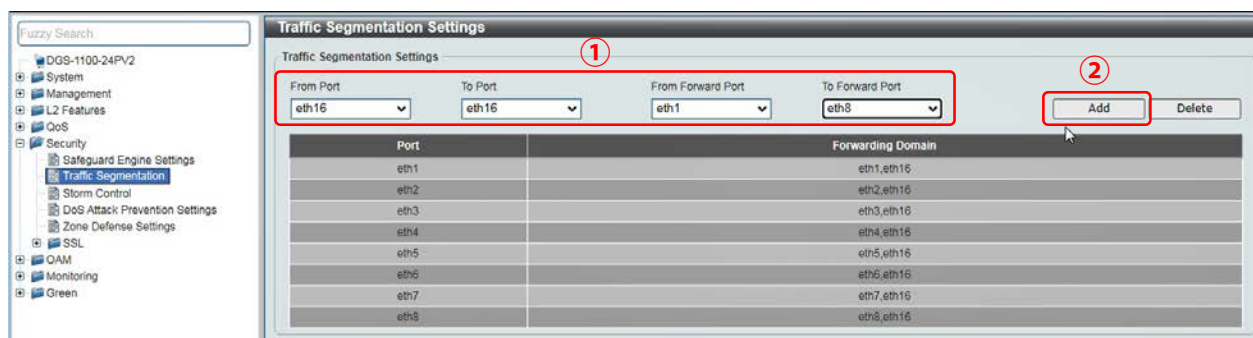 Fuzzy Search
DGS-1100-24PV2
System
Management
L2 Features
QoS
Security
Safeguard Engine Settings
Traffic Segmentation
Storm Control
DoS Attack Prevention Settings
Zone Defense Settings
SSL
OAM
Monitoring
Green
Traffic Segmentation Settings
Traffic Segmentation Settings
①
②
From Port To Port From Forward Port To Forward Port
eth16 eth16 eth1 eth8 Add Delete
Port Forwarding Domain
eth1 eth1,eth16
eth2 eth2,eth16
eth3 eth3,eth16
eth4 eth4,eth16
eth5 eth5,eth16
eth6 eth6,eth16
eth7 eth7,eth16
eth8 eth8,eth16